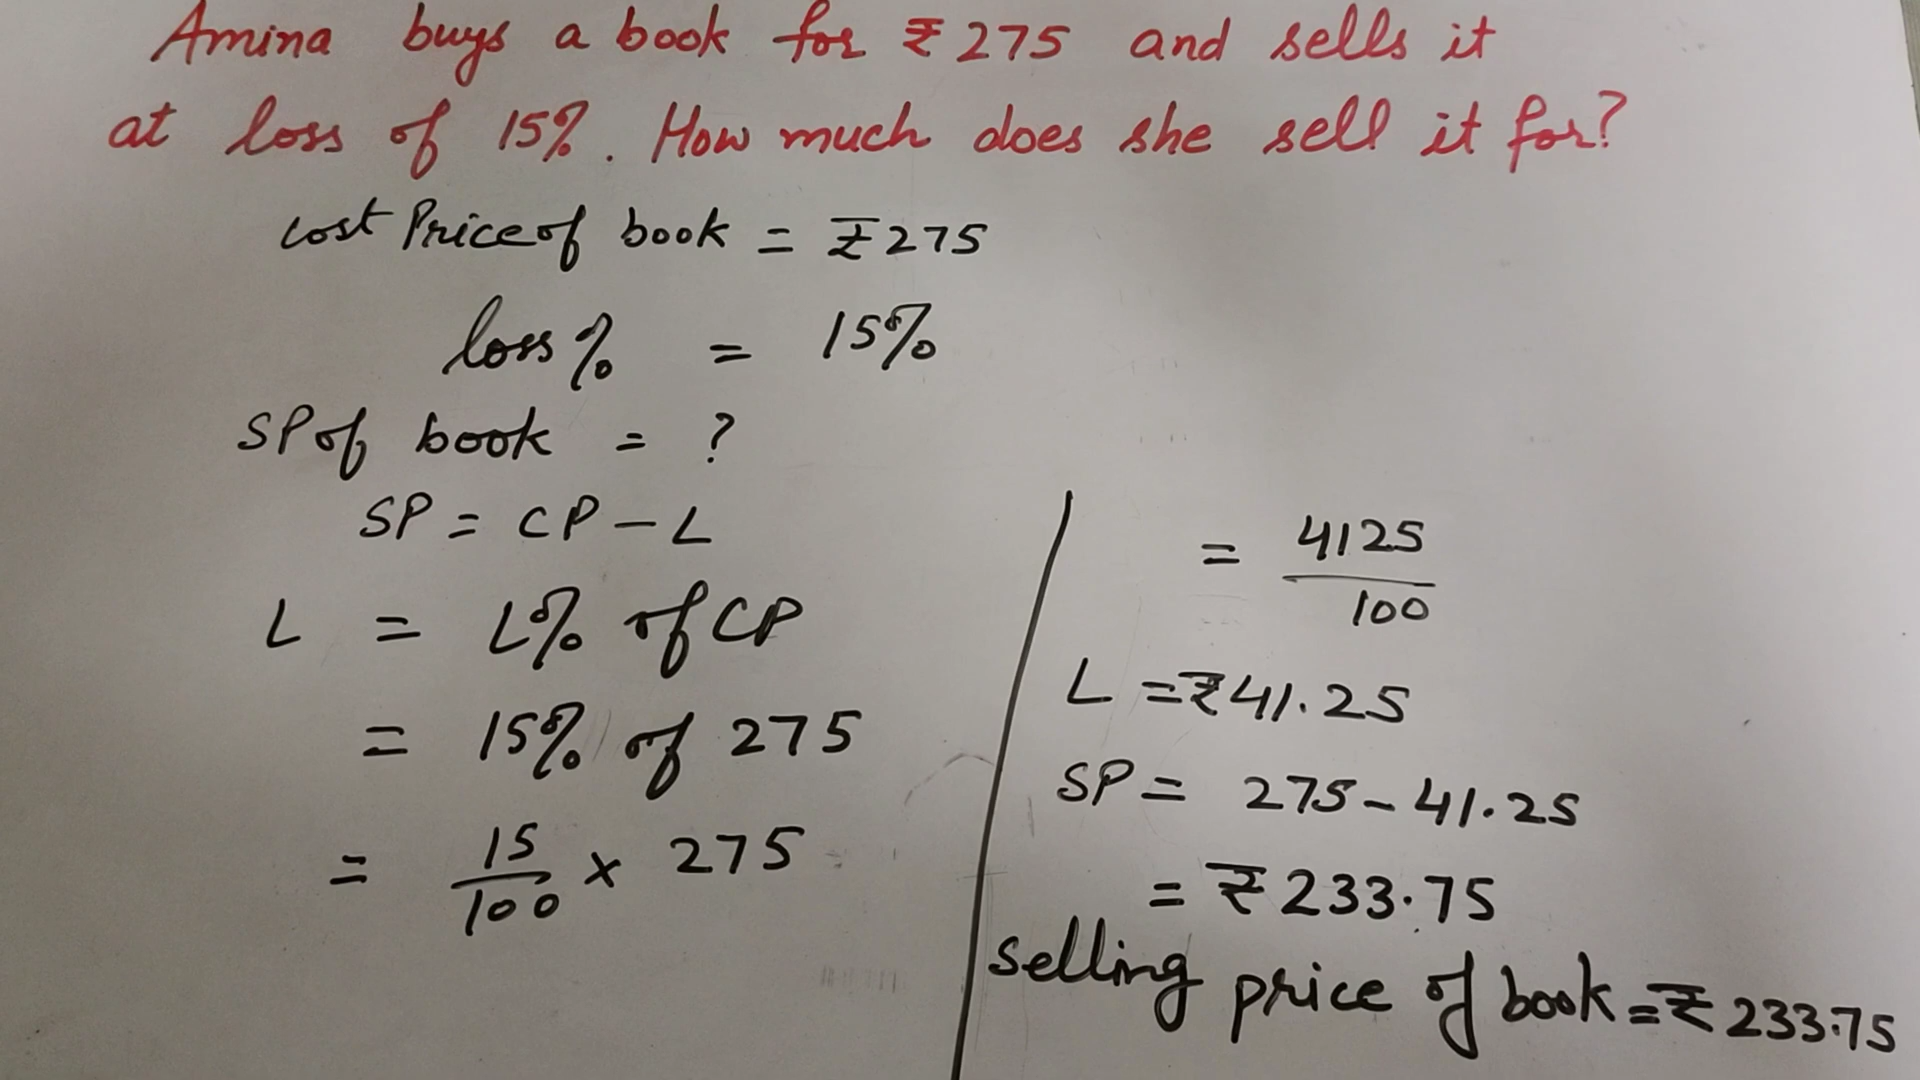 Amina buys a book for ₹275 and sells it
at loss of 15%. How much does she sell it for?
Cost Price of book = ₹275
loss% = 15%
SP of book = ?
SP = CP - L
L = L% of CP
= 15% of 275
= 15/100 × 275
= 4125/100
L = ₹41.25
SP = 275 - 41.25
= ₹233.75
Selling price of book = ₹233.75